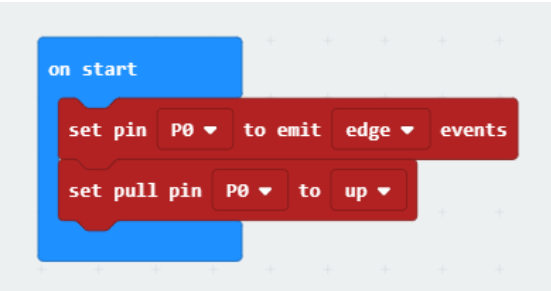 on start
set pin P0 to emit edge events
set pull pin P0 to up